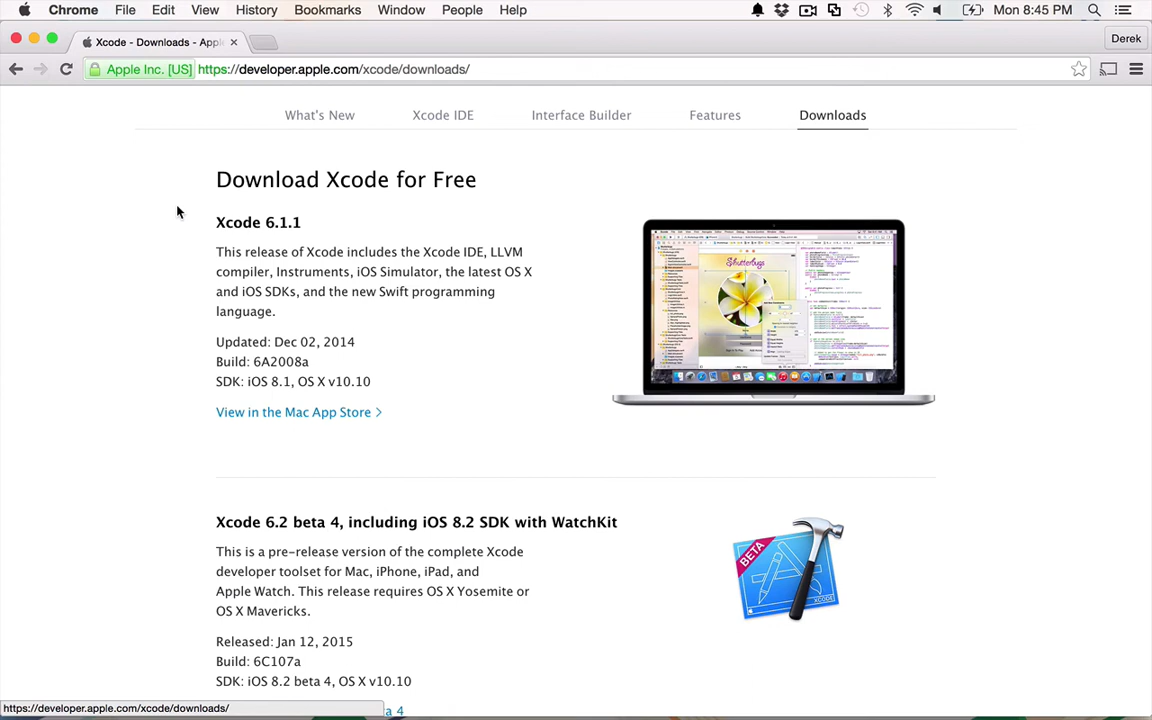 Chrome File Edit View History Bookmarks Window People Help Mon 8:45 PM
Xcode - Downloads - Apple Derek
Apple Inc. [US] https://developer.apple.com/xcode/downloads/
What's New Xcode IDE Interface Builder Features Downloads
Download Xcode for Free
Xcode 6.1.1
This release of Xcode includes the Xcode IDE, LLVM
compiler, Instruments, iOS Simulator, the latest OS X
and iOS SDKs, and the new Swift programming
language.
Updated: Dec 02, 2014
Build: 6A2008a
SDK: iOS 8.1, OS X v10.10
View in the Mac App Store >
Shutterbugs
Xcode 6.2 beta 4, including iOS 8.2 SDK with WatchKit
This is a pre-release version of the complete Xcode
developer toolset for Mac, iPhone, iPad, and
Apple Watch. This release requires OS X Yosemite or
OS X Mavericks.
Released: Jan 12, 2015
Build: 6C107a
SDK: iOS 8.2 beta 4, OS X v10.10
BETA
XCODE
https://developer.apple.com/xcode/downloads/
a 4